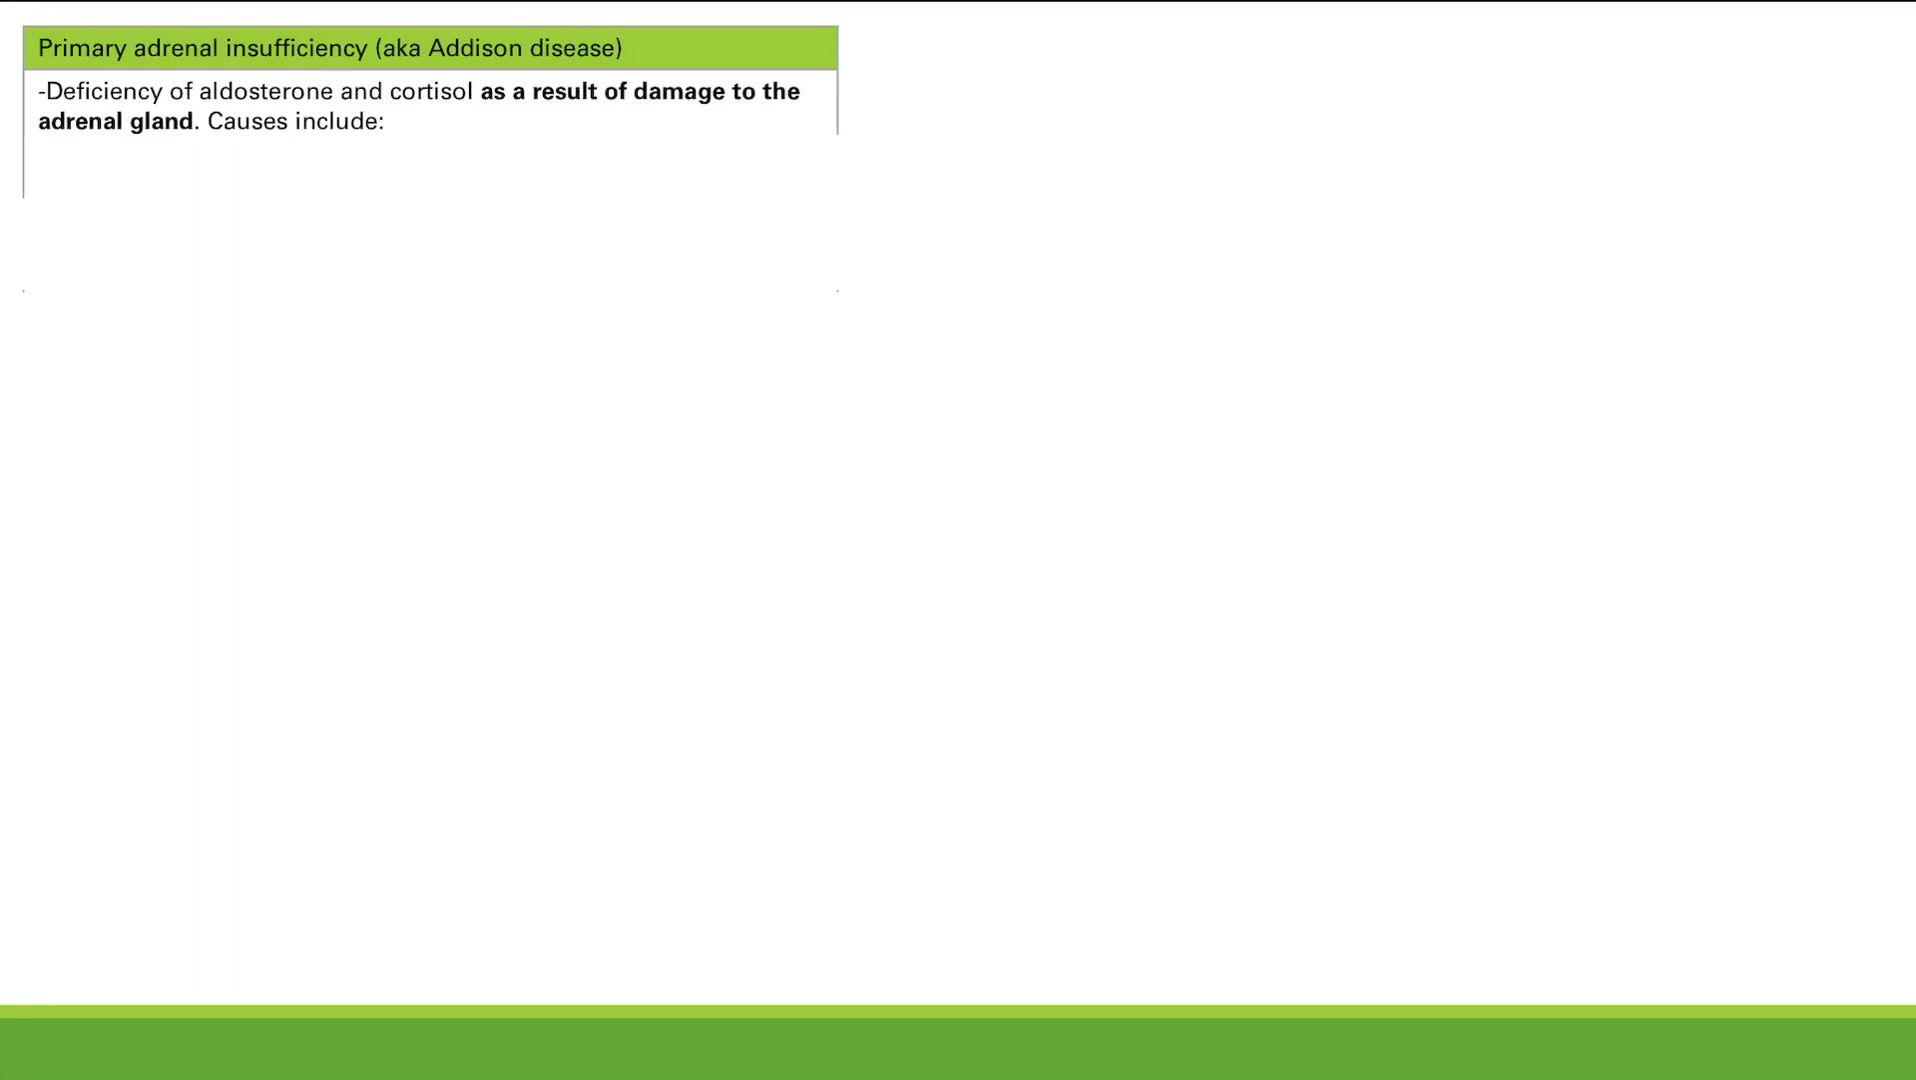 Primary adrenal insufficiency (aka Addison disease)
-Deficiency of aldosterone and cortisol as a result of damage to the
adrenal gland. Causes include: